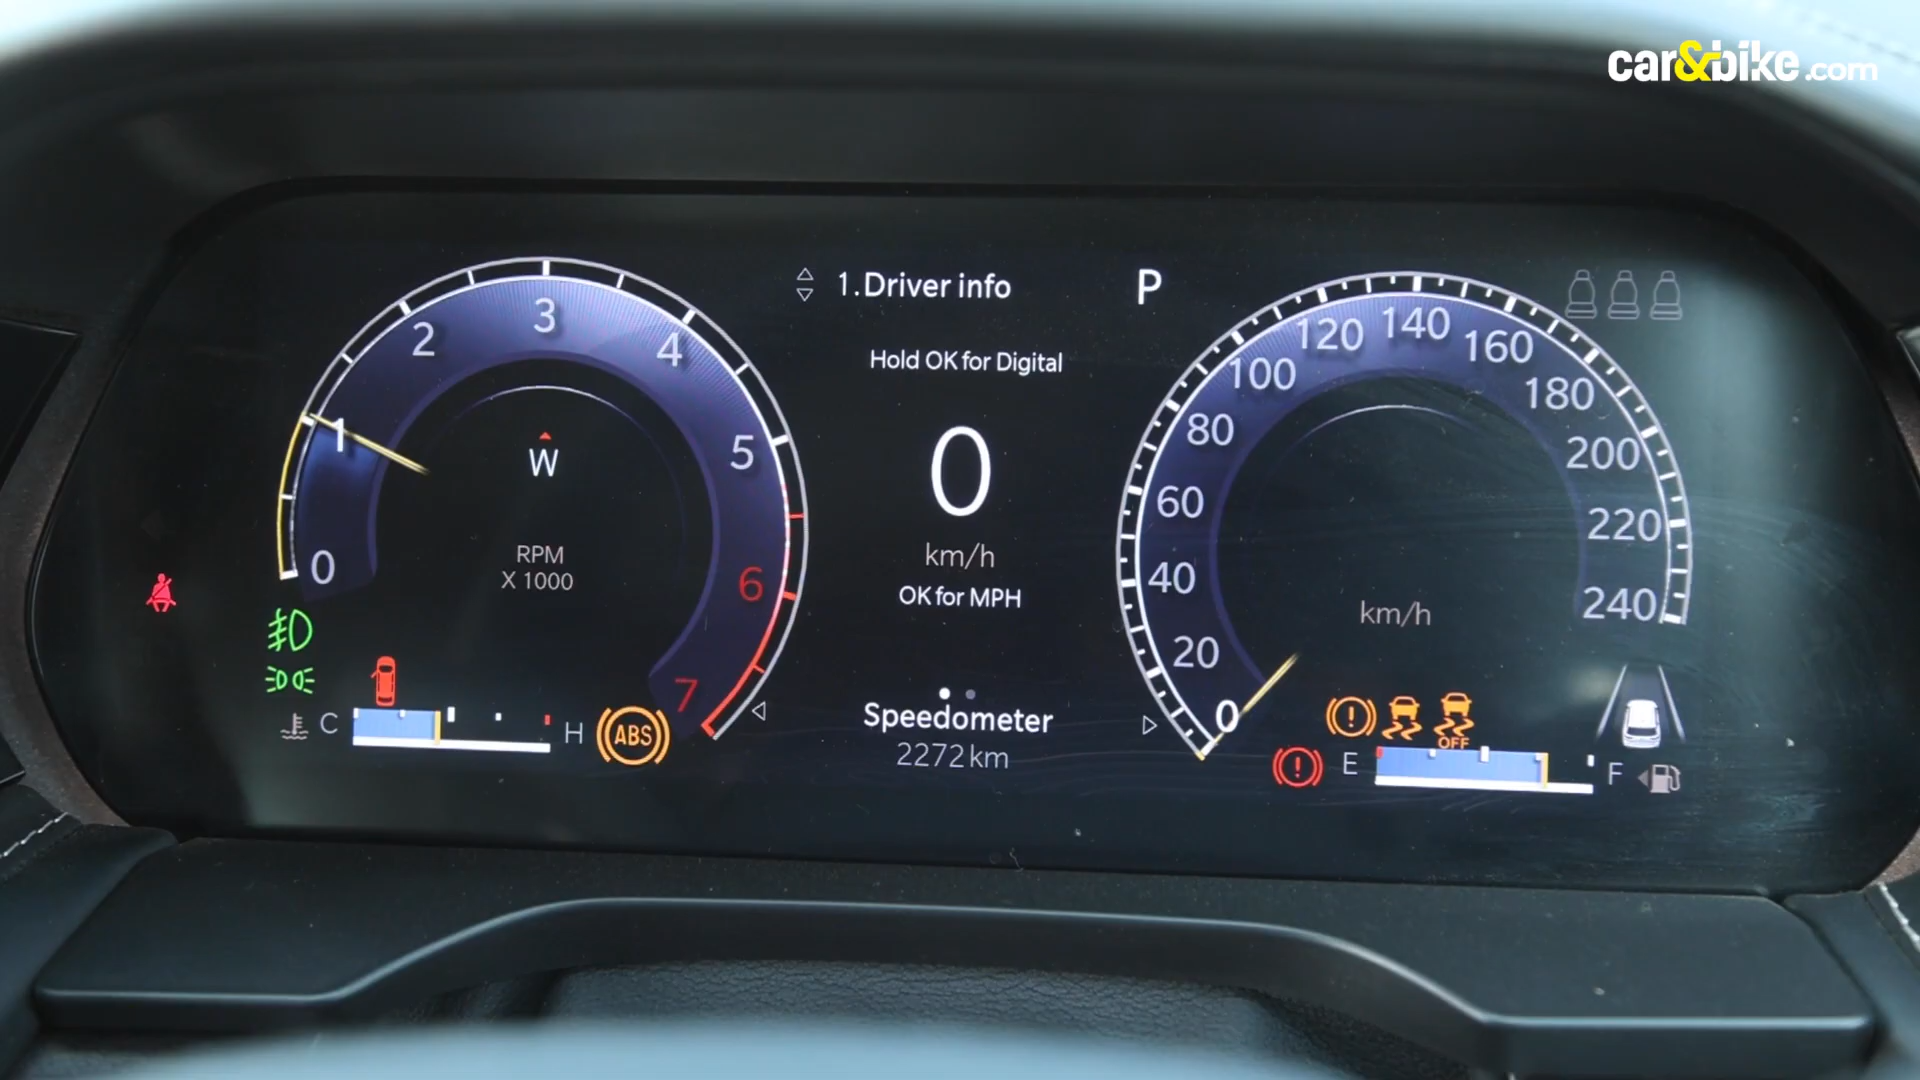 car&bike.com
1.Driver info
P
Hold OK for Digital
0
km/h
OK for MPH
Speedometer
2272km
0
1
2
3
4
5
6
7
W
RPM
X 1000
C
H
ABS
0
20
40
60
80
100
120
140
160
180
200
220
240
km/h
OFF
E
F